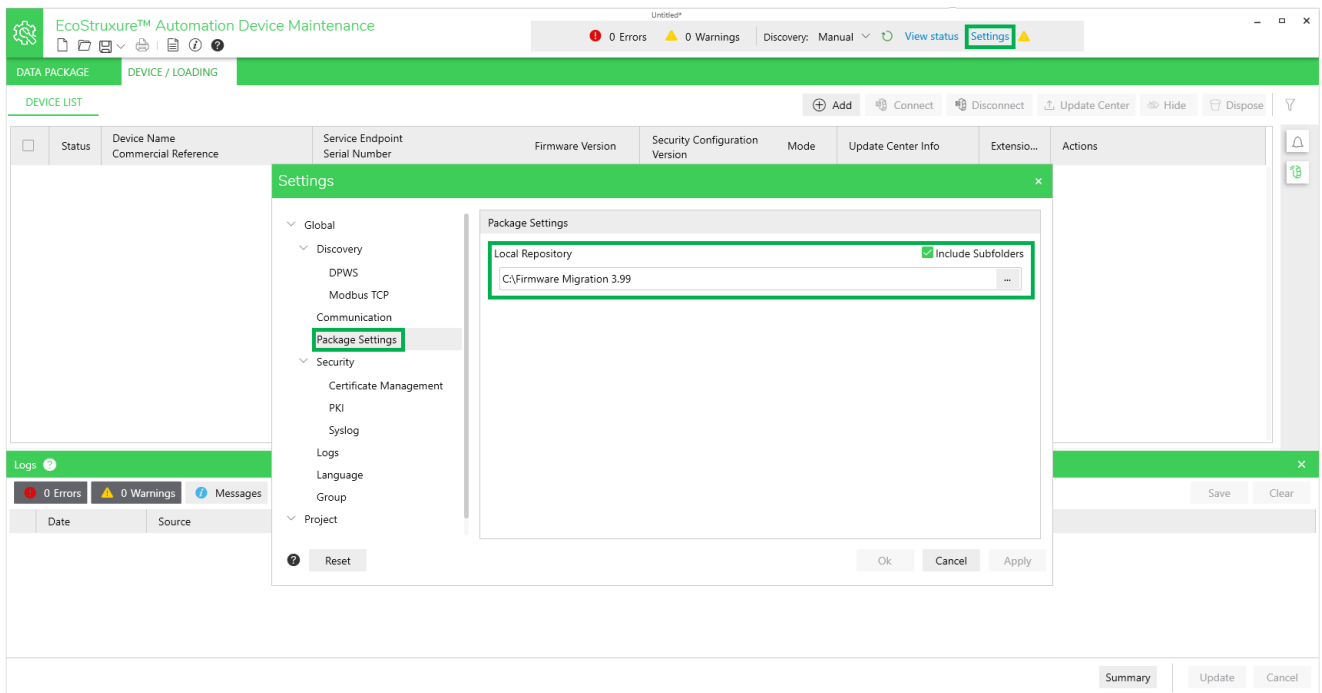 Untitled*
EcoStruxure™ Automation Device Maintenance
0 Errors 0 Warnings Discovery: Manual View status Settings
DATA PACKAGE DEVICE / LOADING
DEVICE LIST
Add Connect Disconnect Update Center Hide Dispose
Status Device Name Service Endpoint Firmware Version Security Configuration Mode Update Center Info Extensio... Actions
Commercial Reference Serial Number Version
Settings
Global
Discovery
DPWS
Modbus TCP
Communication
Package Settings
Security
Certificate Management
PKI
Syslog
Logs
Language
Group
Project
Package Settings
Local Repository Include Subfolders
C:\Firmware Migration 3.99 ...
Reset Ok Cancel Apply
Logs
0 Errors 0 Warnings Messages Save Clear
Date Source
Summary Update Cancel